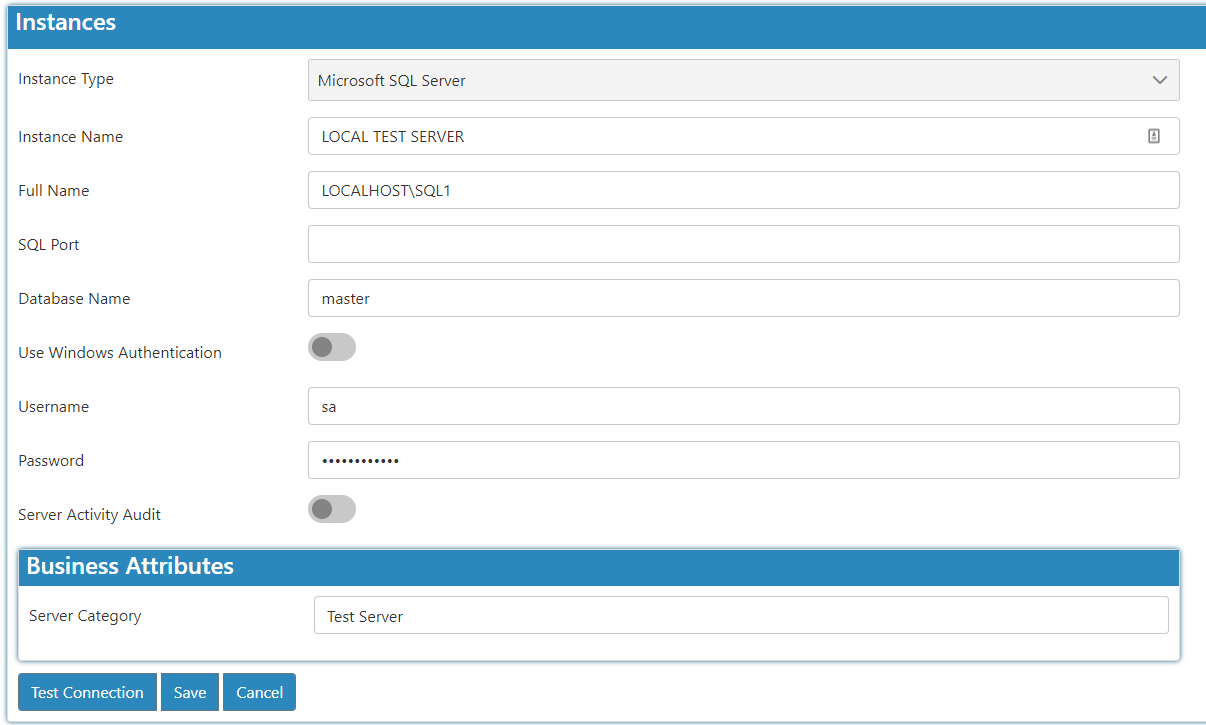 Instances
Instance Type
Microsoft SQL Server
Instance Name
LOCAL TEST SERVER
Full Name
LOCALHOST\SQL1
SQL Port
Database Name
master
Use Windows Authentication
Username
sa
Password
••••••••••••
Server Activity Audit
Business Attributes
Server Category
Test Server
Test Connection
Save
Cancel